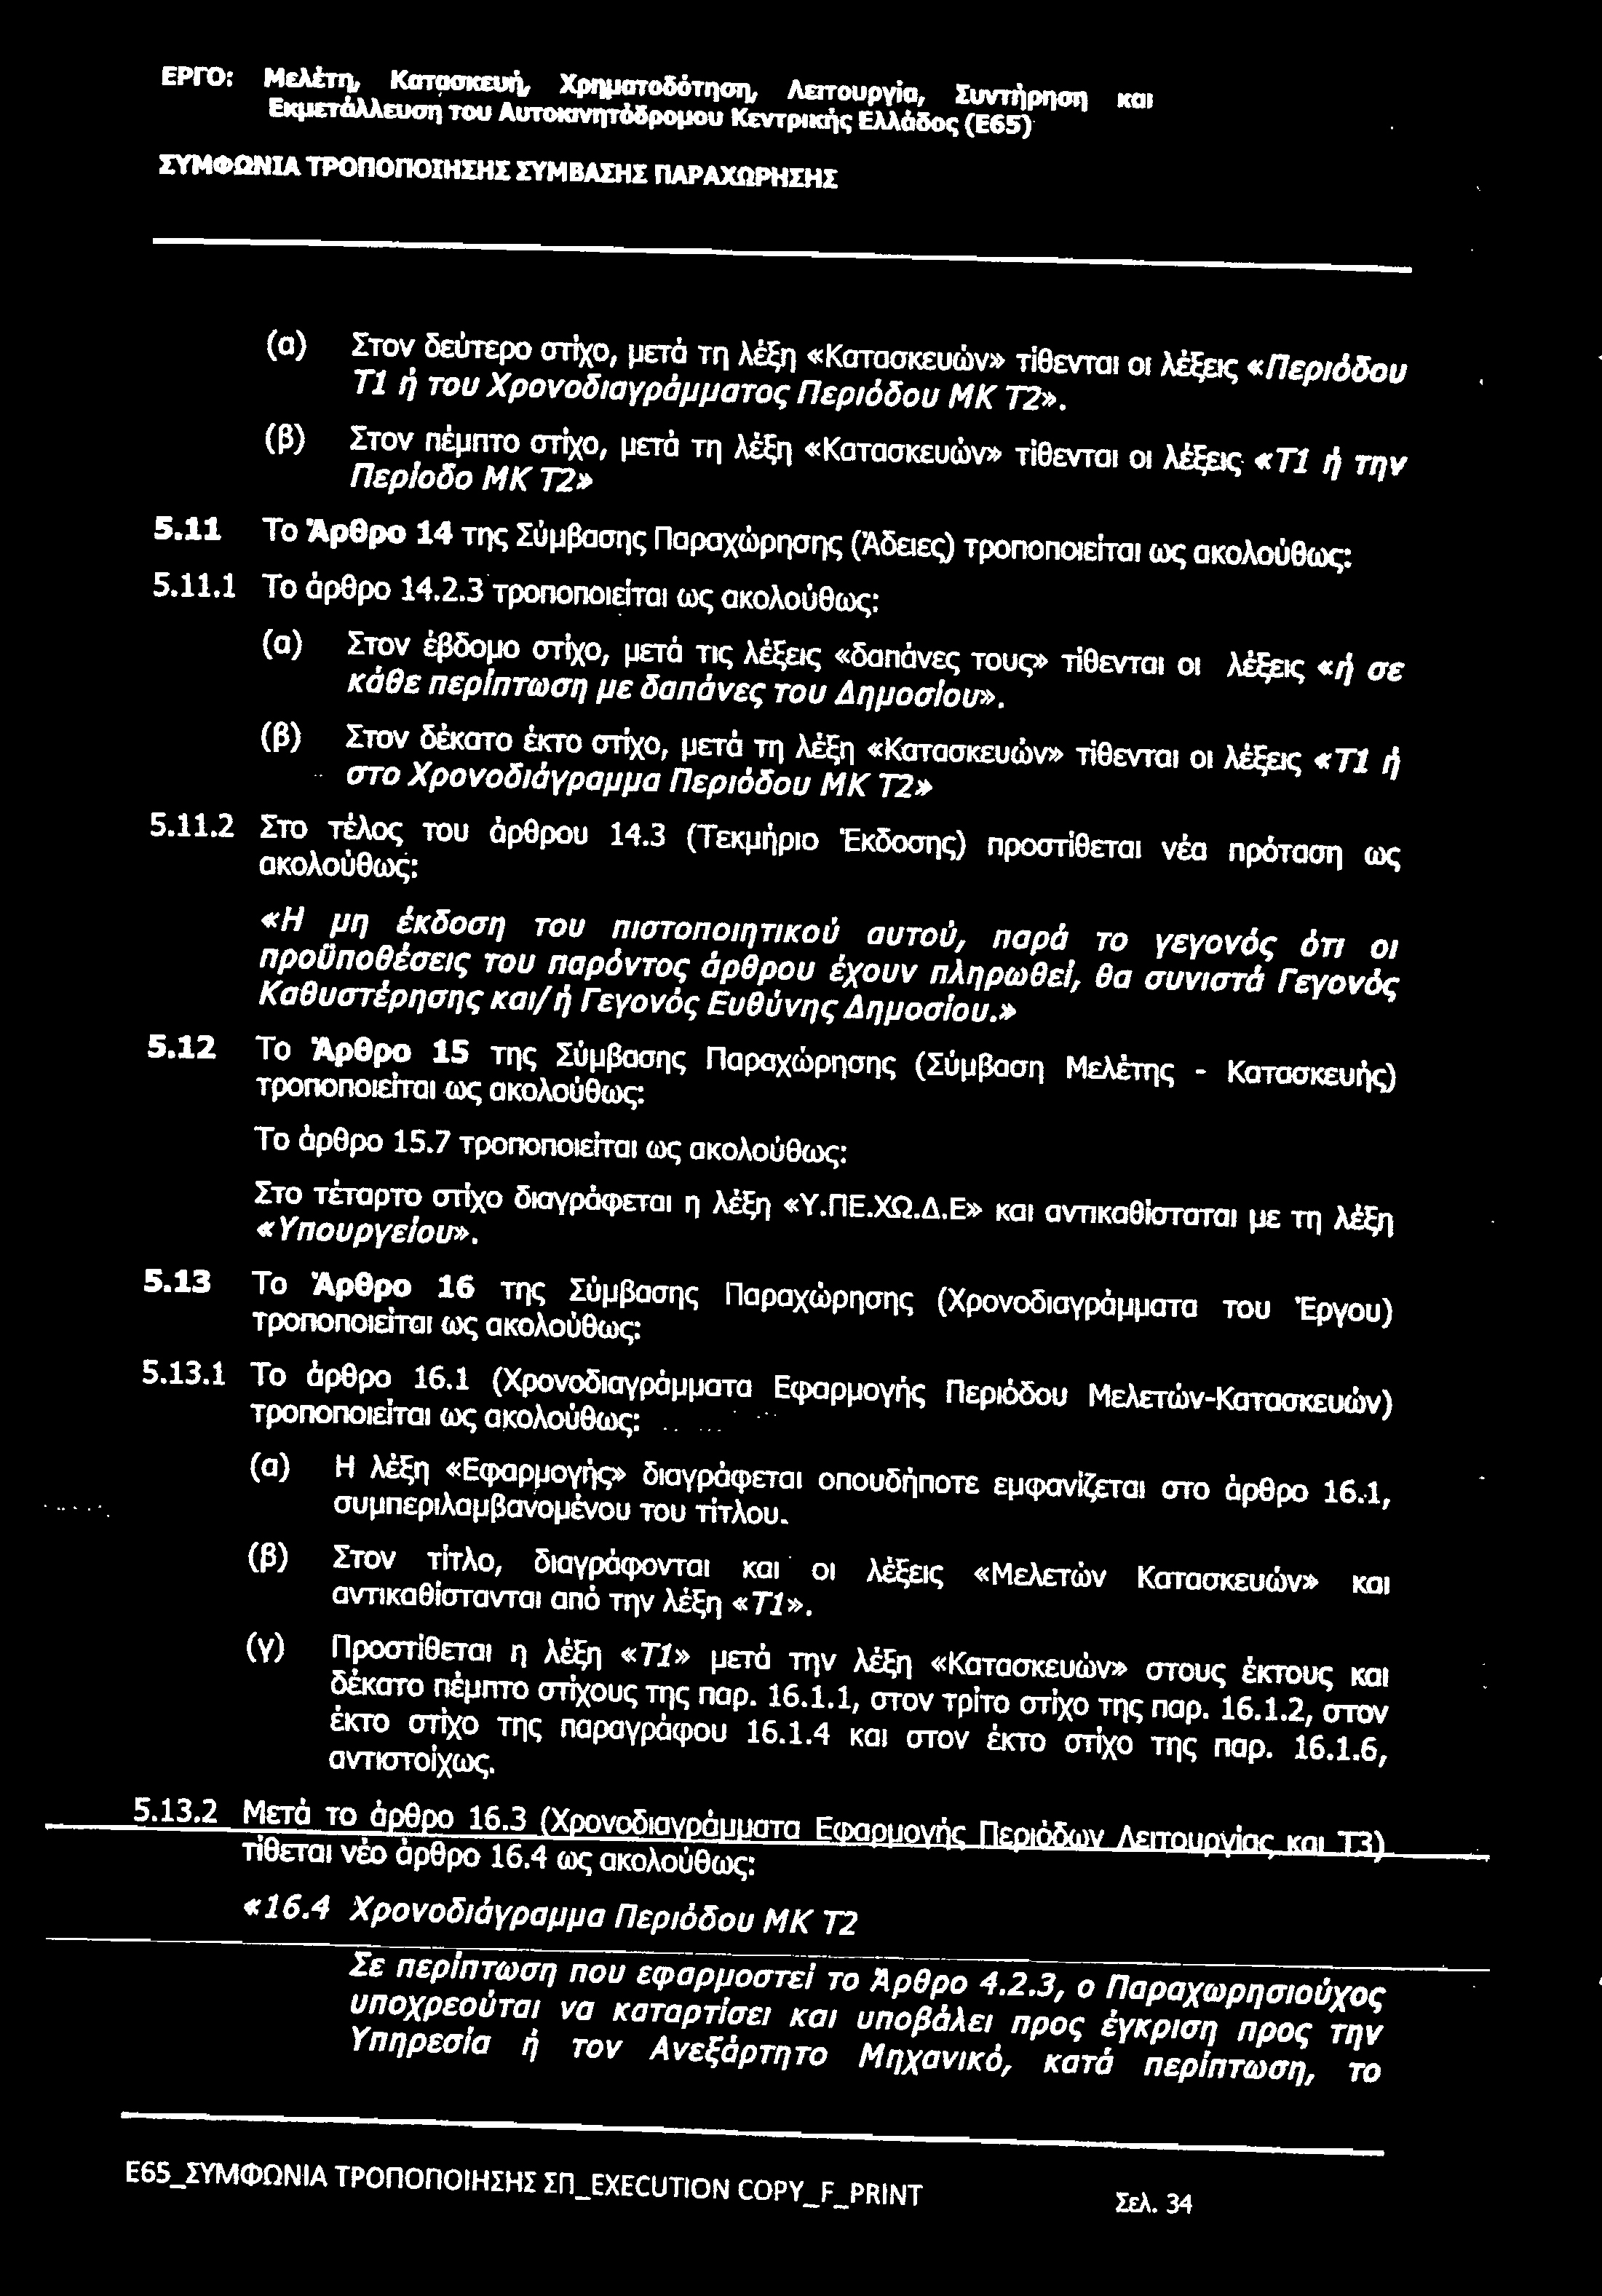 ΕΡΓΟ: Μελέτη, Κατασκευή, Χρηματοδότηση, Λειτουργία, Συντήρηση και
Εκμετάλλευση του Αυτοκινητόδρομου Κεντρικής Ελλάδος (Ε65)
ΣΥΜΦΩΝΙΑ ΤΡΟΠΟΠΟΙΗΣΗΣ ΣΥΜΒΑΣΗΣ ΠΑΡΑΧΩΡΗΣΗΣ
(α) Στον δεύτερο στίχο, μετά τη λέξη «Κατασκευών» τίθενται οι λέξεις «Περιόδου
Τ1 ή του Χρονοδιαγράμματος Περιόδου ΜΚ Τ2».
(β) Στον πέμπτο στίχο, μετά τη λέξη «Κατασκευών» τίθενται οι λέξεις «Τ1 ή την
Περίοδο ΜΚ Τ2»
5.11 Το Άρθρο 14 της Σύμβασης Παραχώρησης (Άδειες) τροποποιείται ως ακολούθως:
5.11.1 Το άρθρο 14.2.3 τροποποιείται ως ακολούθως:
(α) Στον έβδομο στίχο, μετά τις λέξεις «δαπάνες τους» τίθενται οι λέξεις «ή σε
κάθε περίπτωση με δαπάνες του Δημοσίου».
(β) Στον δέκατο έκτο στίχο, μετά τη λέξη «Κατασκευών» τίθενται οι λέξεις «Τ1 ή
στο Χρονοδιάγραμμα Περιόδου ΜΚ Τ2»
5.11.2 Στο τέλος του άρθρου 14.3 (Τεκμήριο Έκδοσης) προστίθεται νέα πρόταση ως
ακολούθως:
«Η μη έκδοση του πιστοποιητικού αυτού, παρά το γεγονός ότι οι
προϋποθέσεις του παρόντος άρθρου έχουν πληρωθεί, θα συνιστά Γεγονός
Καθυστέρησης και/ή Γεγονός Ευθύνης Δημοσίου.»
5.12 Το Άρθρο 15 της Σύμβασης Παραχώρησης (Σύμβαση Μελέτης - Κατασκευής)
τροποποιείται ως ακολούθως:
Το άρθρο 15.7 τροποποιείται ως ακολούθως:
Στο τέταρτο στίχο διαγράφεται η λέξη «Υ.ΠΕ.ΧΩ.Δ.Ε» και αντικαθίσταται με τη λέξη
«Υπουργείου».
5.13 Το Άρθρο 16 της Σύμβασης Παραχώρησης (Χρονοδιαγράμματα του Έργου)
τροποποιείται ως ακολούθως:
5.13.1 Το άρθρο 16.1 (Χρονοδιαγράμματα Εφαρμογής Περιόδου Μελετών-Κατασκευών)
τροποποιείται ως ακολούθως:
(α) Η λέξη «Εφαρμογής» διαγράφεται οπουδήποτε εμφανίζεται στο άρθρο 16.1,
συμπεριλαμβανομένου του τίτλου.
(β) Στον τίτλο, διαγράφονται και οι λέξεις «Μελετών Κατασκευών» και
αντικαθίστανται από την λέξη «Τ1».
(γ) Προστίθεται η λέξη «Τ1» μετά την λέξη «Κατασκευών» στους έκτους και
δέκατο πέμπτο στίχους της παρ. 16.1.1, στον τρίτο στίχο της παρ. 16.1.2, στον
έκτο στίχο της παραγράφου 16.1.4 και στον έκτο στίχο της παρ. 16.1.6,
αντιστοίχως.
5.13.2 Μετά το άρθρο 16.3 (Χρονοδιαγράμματα Εφαρμογής Περιόδων Λειτουργίας και Τ3)
τίθεται νέο άρθρο 16.4 ως ακολούθως:
«16.4 Χρονοδιάγραμμα Περιόδου ΜΚ Τ2
Σε περίπτωση που εφαρμοστεί το Άρθρο 4.2.3, ο Παραχωρησιούχος
υποχρεούται να καταρτίσει και υποβάλει προς έγκριση προς την
Υπηρεσία ή τον Ανεξάρτητο Μηχανικό, κατά περίπτωση, το
E65_ΣΥΜΦΩΝΙΑ ΤΡΟΠΟΠΟΙΗΣΗΣ ΣΠ_EXECUTION COPY_F_PRINT
Σελ. 34